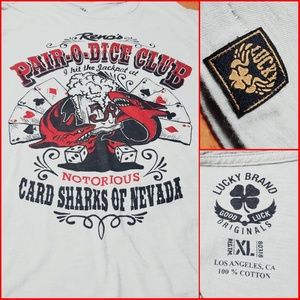 Reno's
PAIR-O-DICE CLUB
I hit the Jackpot at
NOTORIOUS
CARD SHARKS OF NEVADA
LUCKY
LUCKY BRAND
GOOD LUCK
ORIGINALS
XL
LOS ANGELES, CA
100 % COTTON